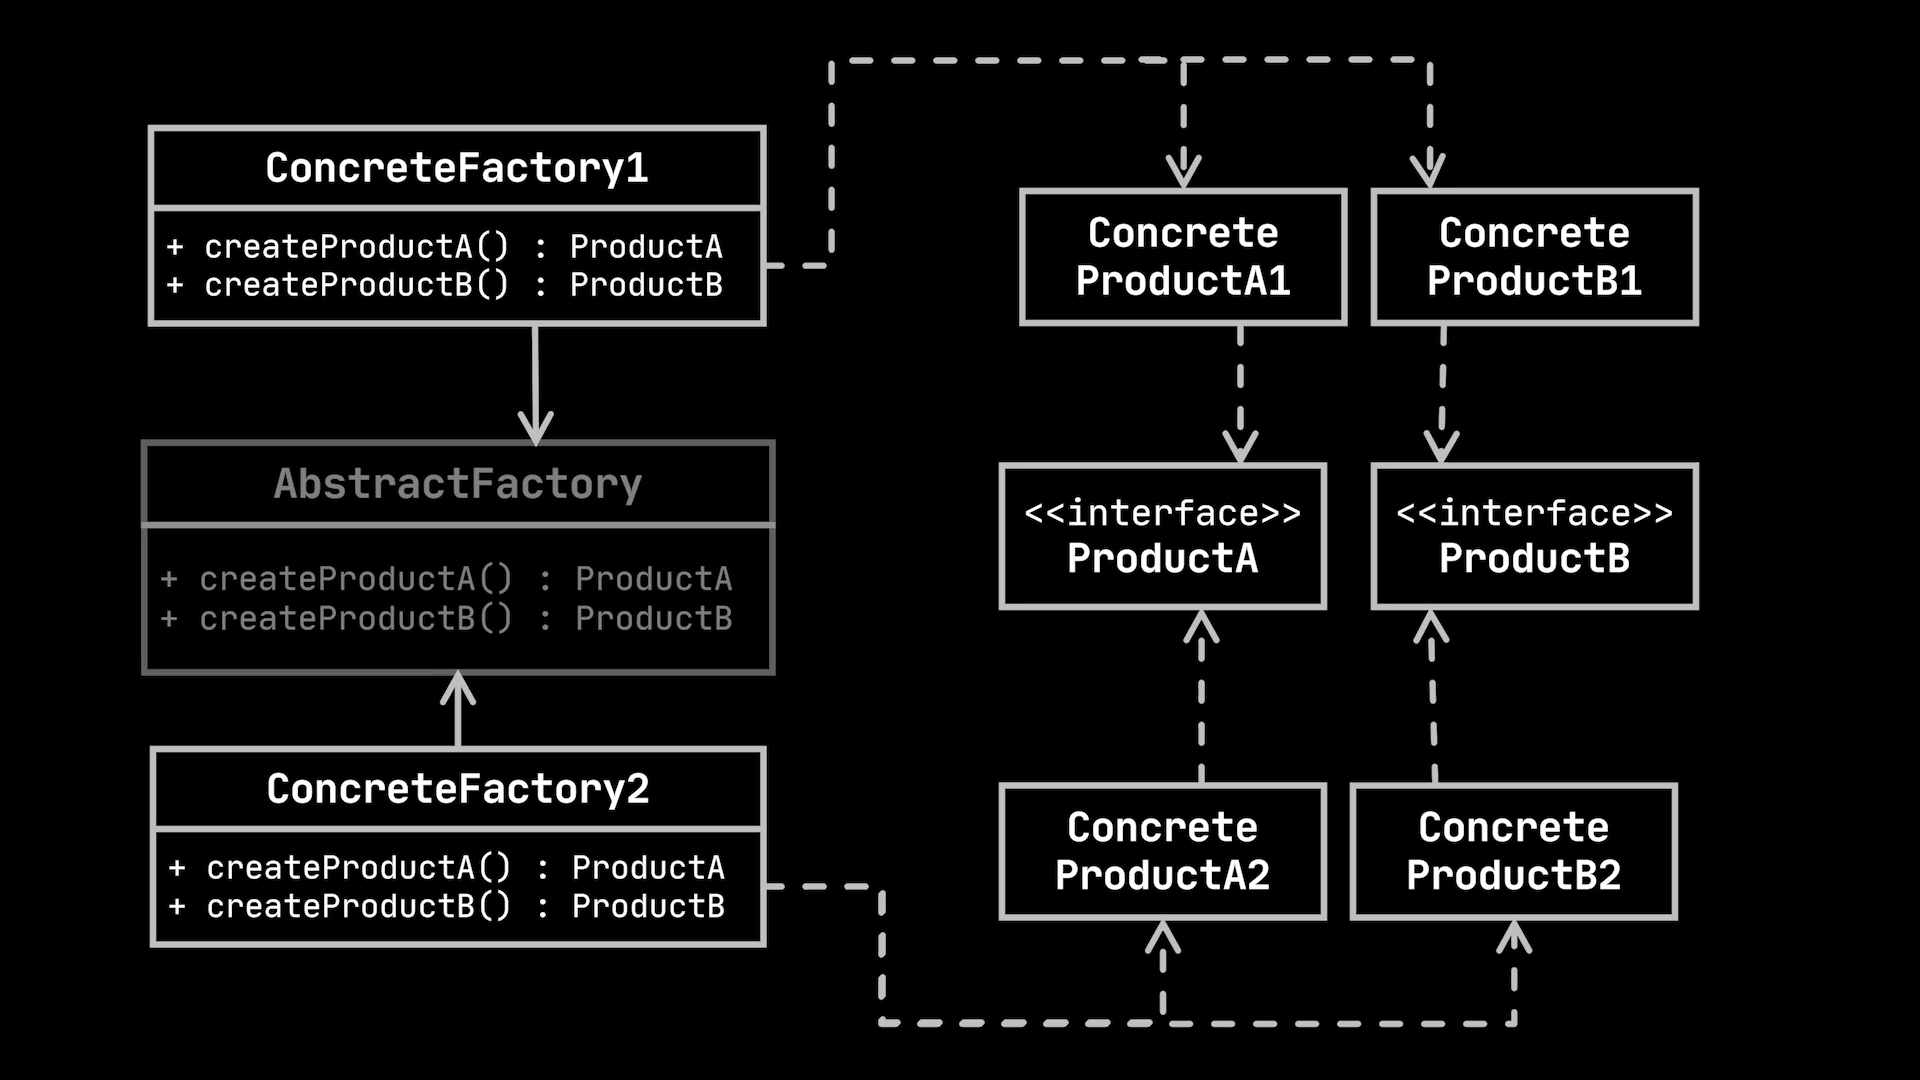 ConcreteFactory1
+ createProductA() : ProductA
+ createProductB() : ProductB
AbstractFactory
+ createProductA() : ProductA
+ createProductB() : ProductB
ConcreteFactory2
+ createProductA() : ProductA
+ createProductB() : ProductB
Concrete
ProductA1
Concrete
ProductB1
<<interface>>
ProductA
<<interface>>
ProductB
Concrete
ProductA2
Concrete
ProductB2